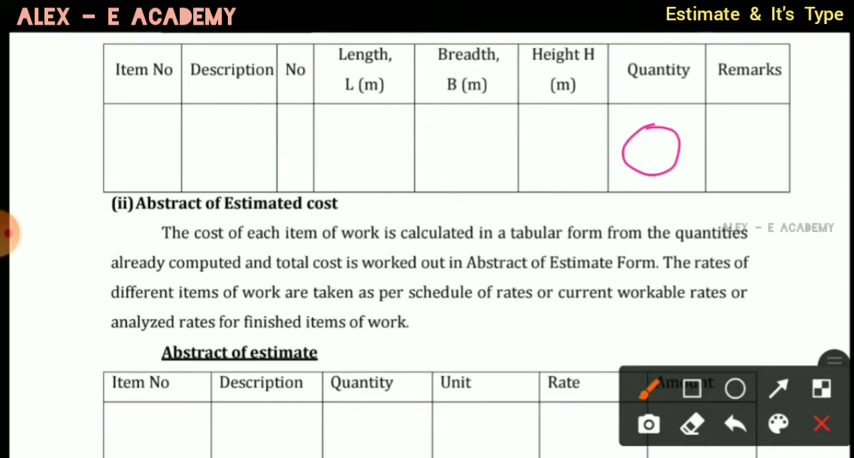 ALEX - E ACADEMY
Estimate & It's Type
Item No Description No Length, L (m) Breadth, B (m) Height H (m) Quantity Remarks
(ii) Abstract of Estimated cost
The cost of each item of work is calculated in a tabular form from the quantities
ALEX - E ACADEMY
already computed and total cost is worked out in Abstract of Estimate Form. The rates of
different items of work are taken as per schedule of rates or current workable rates or
analyzed rates for finished items of work.
Abstract of estimate
Item No Description Quantity Unit Rate Amount